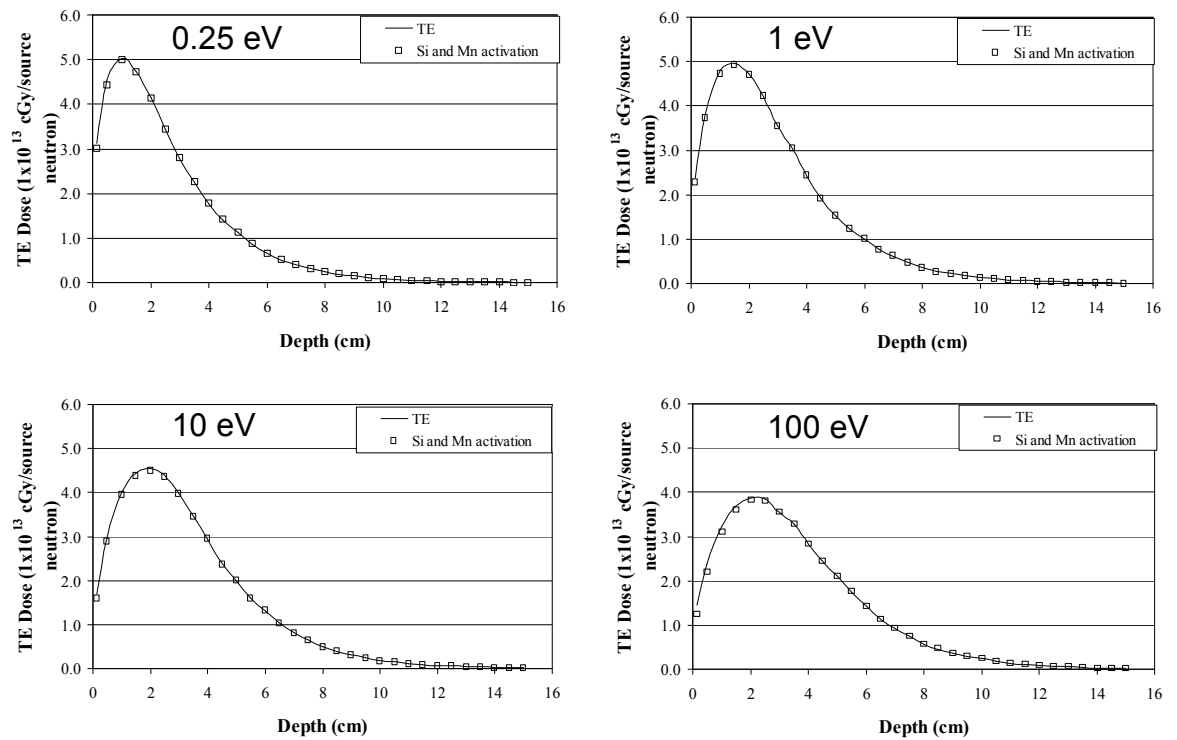 0.25 eV
TE
Si and Mn activation
TE Dose (1x10^13 cGy/source
neutron)
6.0
5.0
4.0
3.0
2.0
1.0
0.0
0 2 4 6 8 10 12 14 16
Depth (cm)
1 eV
TE
Si and Mn activation
TE Dose (1x10^13 cGy/source
neutron)
6.0
5.0
4.0
3.0
2.0
1.0
0.0
0 2 4 6 8 10 12 14 16
Depth (cm)
10 eV
TE
Si and Mn activation
TE Dose (1x10^13 cGy/source
neutron)
6.0
5.0
4.0
3.0
2.0
1.0
0.0
0 2 4 6 8 10 12 14 16
Depth (cm)
100 eV
TE
Si and Mn activation
TE Dose (1x10^13 cGy/source
neutron)
6.0
5.0
4.0
3.0
2.0
1.0
0.0
0 2 4 6 8 10 12 14 16
Depth (cm)